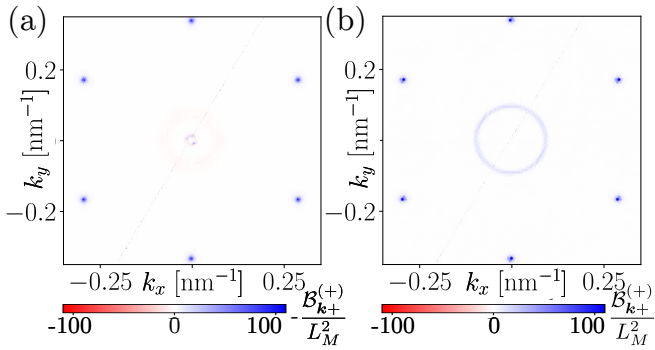 (a)
(b)
0.2
0
−0.2
k_y [nm⁻¹]
−0.25 k_x [nm⁻¹] 0.25
-100 0 100
𝓑_{k+}^{(+)} / L_M^2
0.2
0
−0.2
k_y [nm⁻¹]
−0.25 k_x [nm⁻¹] 0.25
-100 0 100
𝓑_{k+}^{(+)} / L_M^2